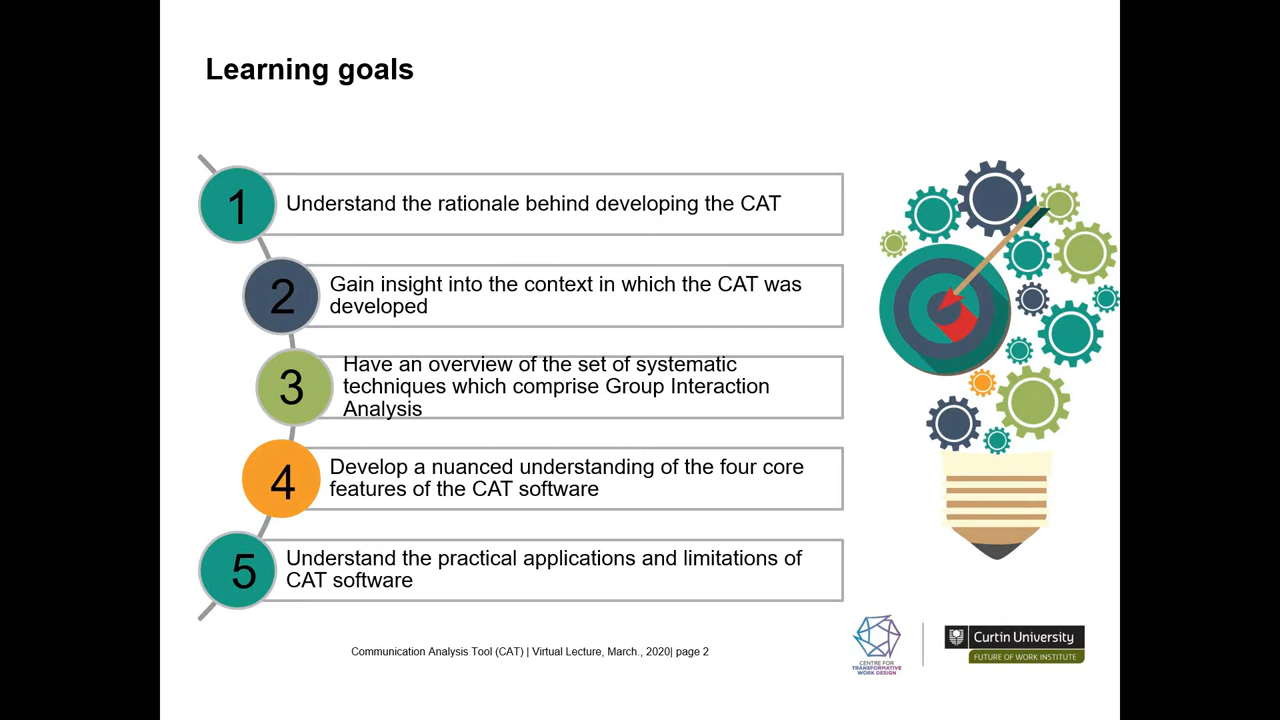 Learning goals
1
Understand the rationale behind developing the CAT
2
Gain insight into the context in which the CAT was
developed
3
Have an overview of the set of systematic
techniques which comprise Group Interaction
Analysis
4
Develop a nuanced understanding of the four core
features of the CAT software
5
Understand the practical applications and limitations of
CAT software
Communication Analysis Tool (CAT) | Virtual Lecture, March., 2020| page 2
CENTRE FOR
TRANSFORMATIVE
WORK DESIGN
Curtin University
FUTURE OF WORK INSTITUTE